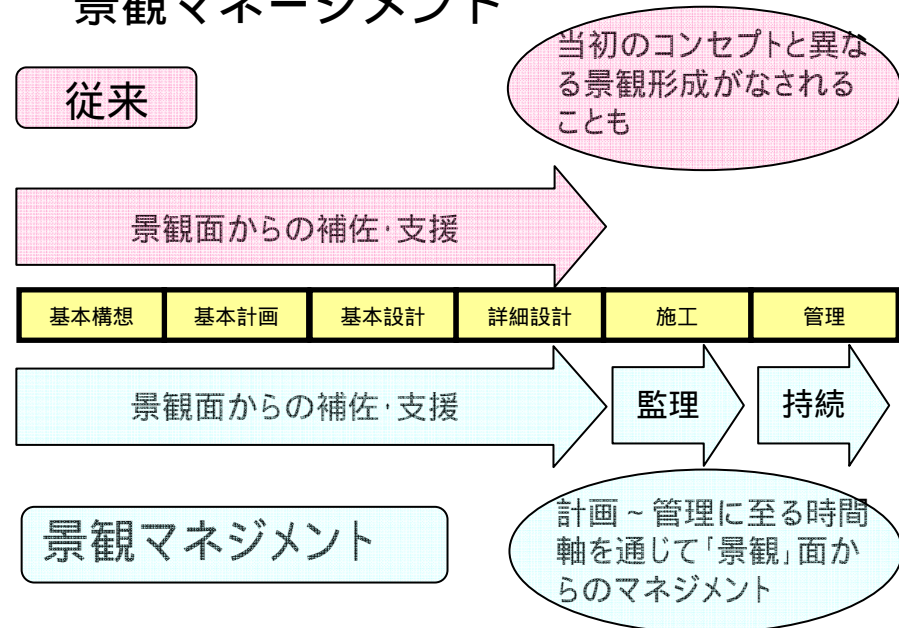 景観マネージメント
従来
当初のコンセプトと異な
る景観形成がなされる
ことも
景観面からの補佐・支援
基本構想 基本計画 基本設計 詳細設計 施工 管理
景観面からの補佐・支援 監理 持続
景観マネジメント
計画~管理に至る時間
軸を通じて「景観」面か
らのマネジメント